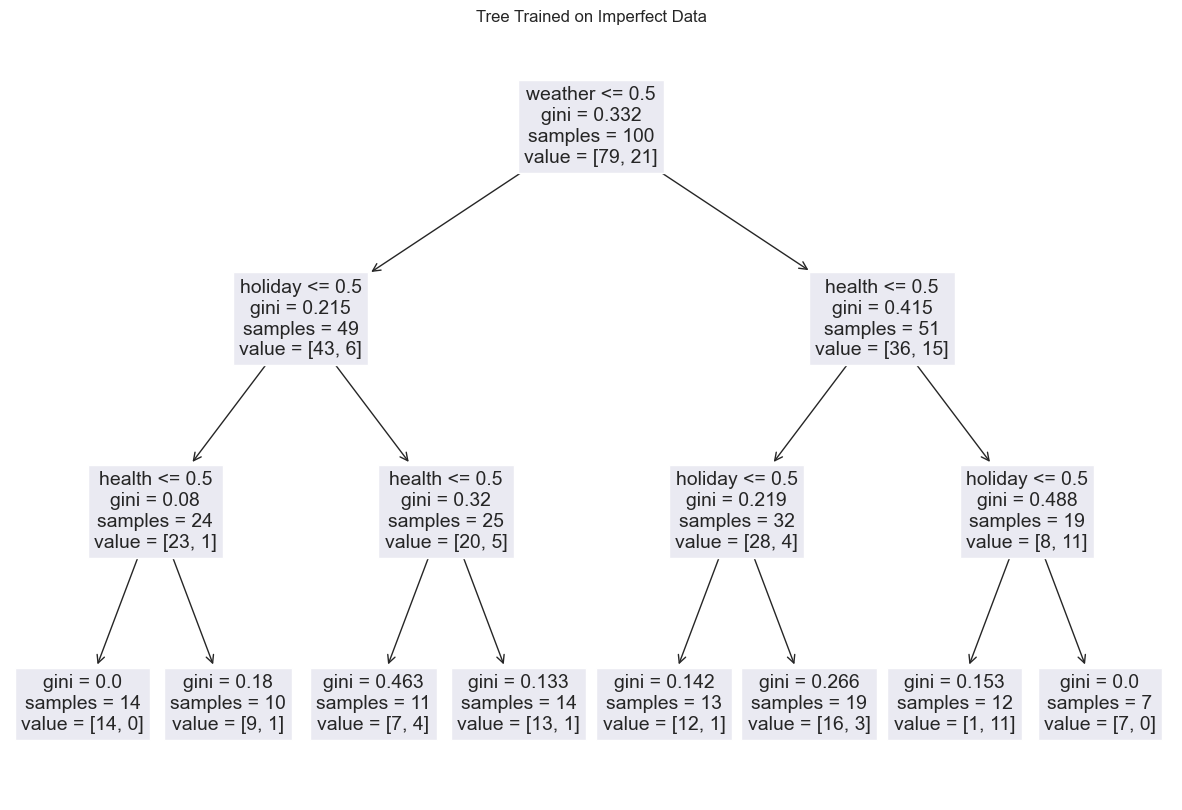 Tree Trained on Imperfect Data
weather <= 0.5
gini = 0.332
samples = 100
value = [79, 21]
holiday <= 0.5
gini = 0.215
samples = 49
value = [43, 6]
health <= 0.5
gini = 0.415
samples = 51
value = [36, 15]
health <= 0.5
gini = 0.08
samples = 24
value = [23, 1]
health <= 0.5
gini = 0.32
samples = 25
value = [20, 5]
holiday <= 0.5
gini = 0.219
samples = 32
value = [28, 4]
holiday <= 0.5
gini = 0.488
samples = 19
value = [8, 11]
gini = 0.0
samples = 14
value = [14, 0]
gini = 0.18
samples = 10
value = [9, 1]
gini = 0.463
samples = 11
value = [7, 4]
gini = 0.133
samples = 14
value = [13, 1]
gini = 0.142
samples = 13
value = [12, 1]
gini = 0.266
samples = 19
value = [16, 3]
gini = 0.153
samples = 12
value = [1, 11]
gini = 0.0
samples = 7
value = [7, 0]